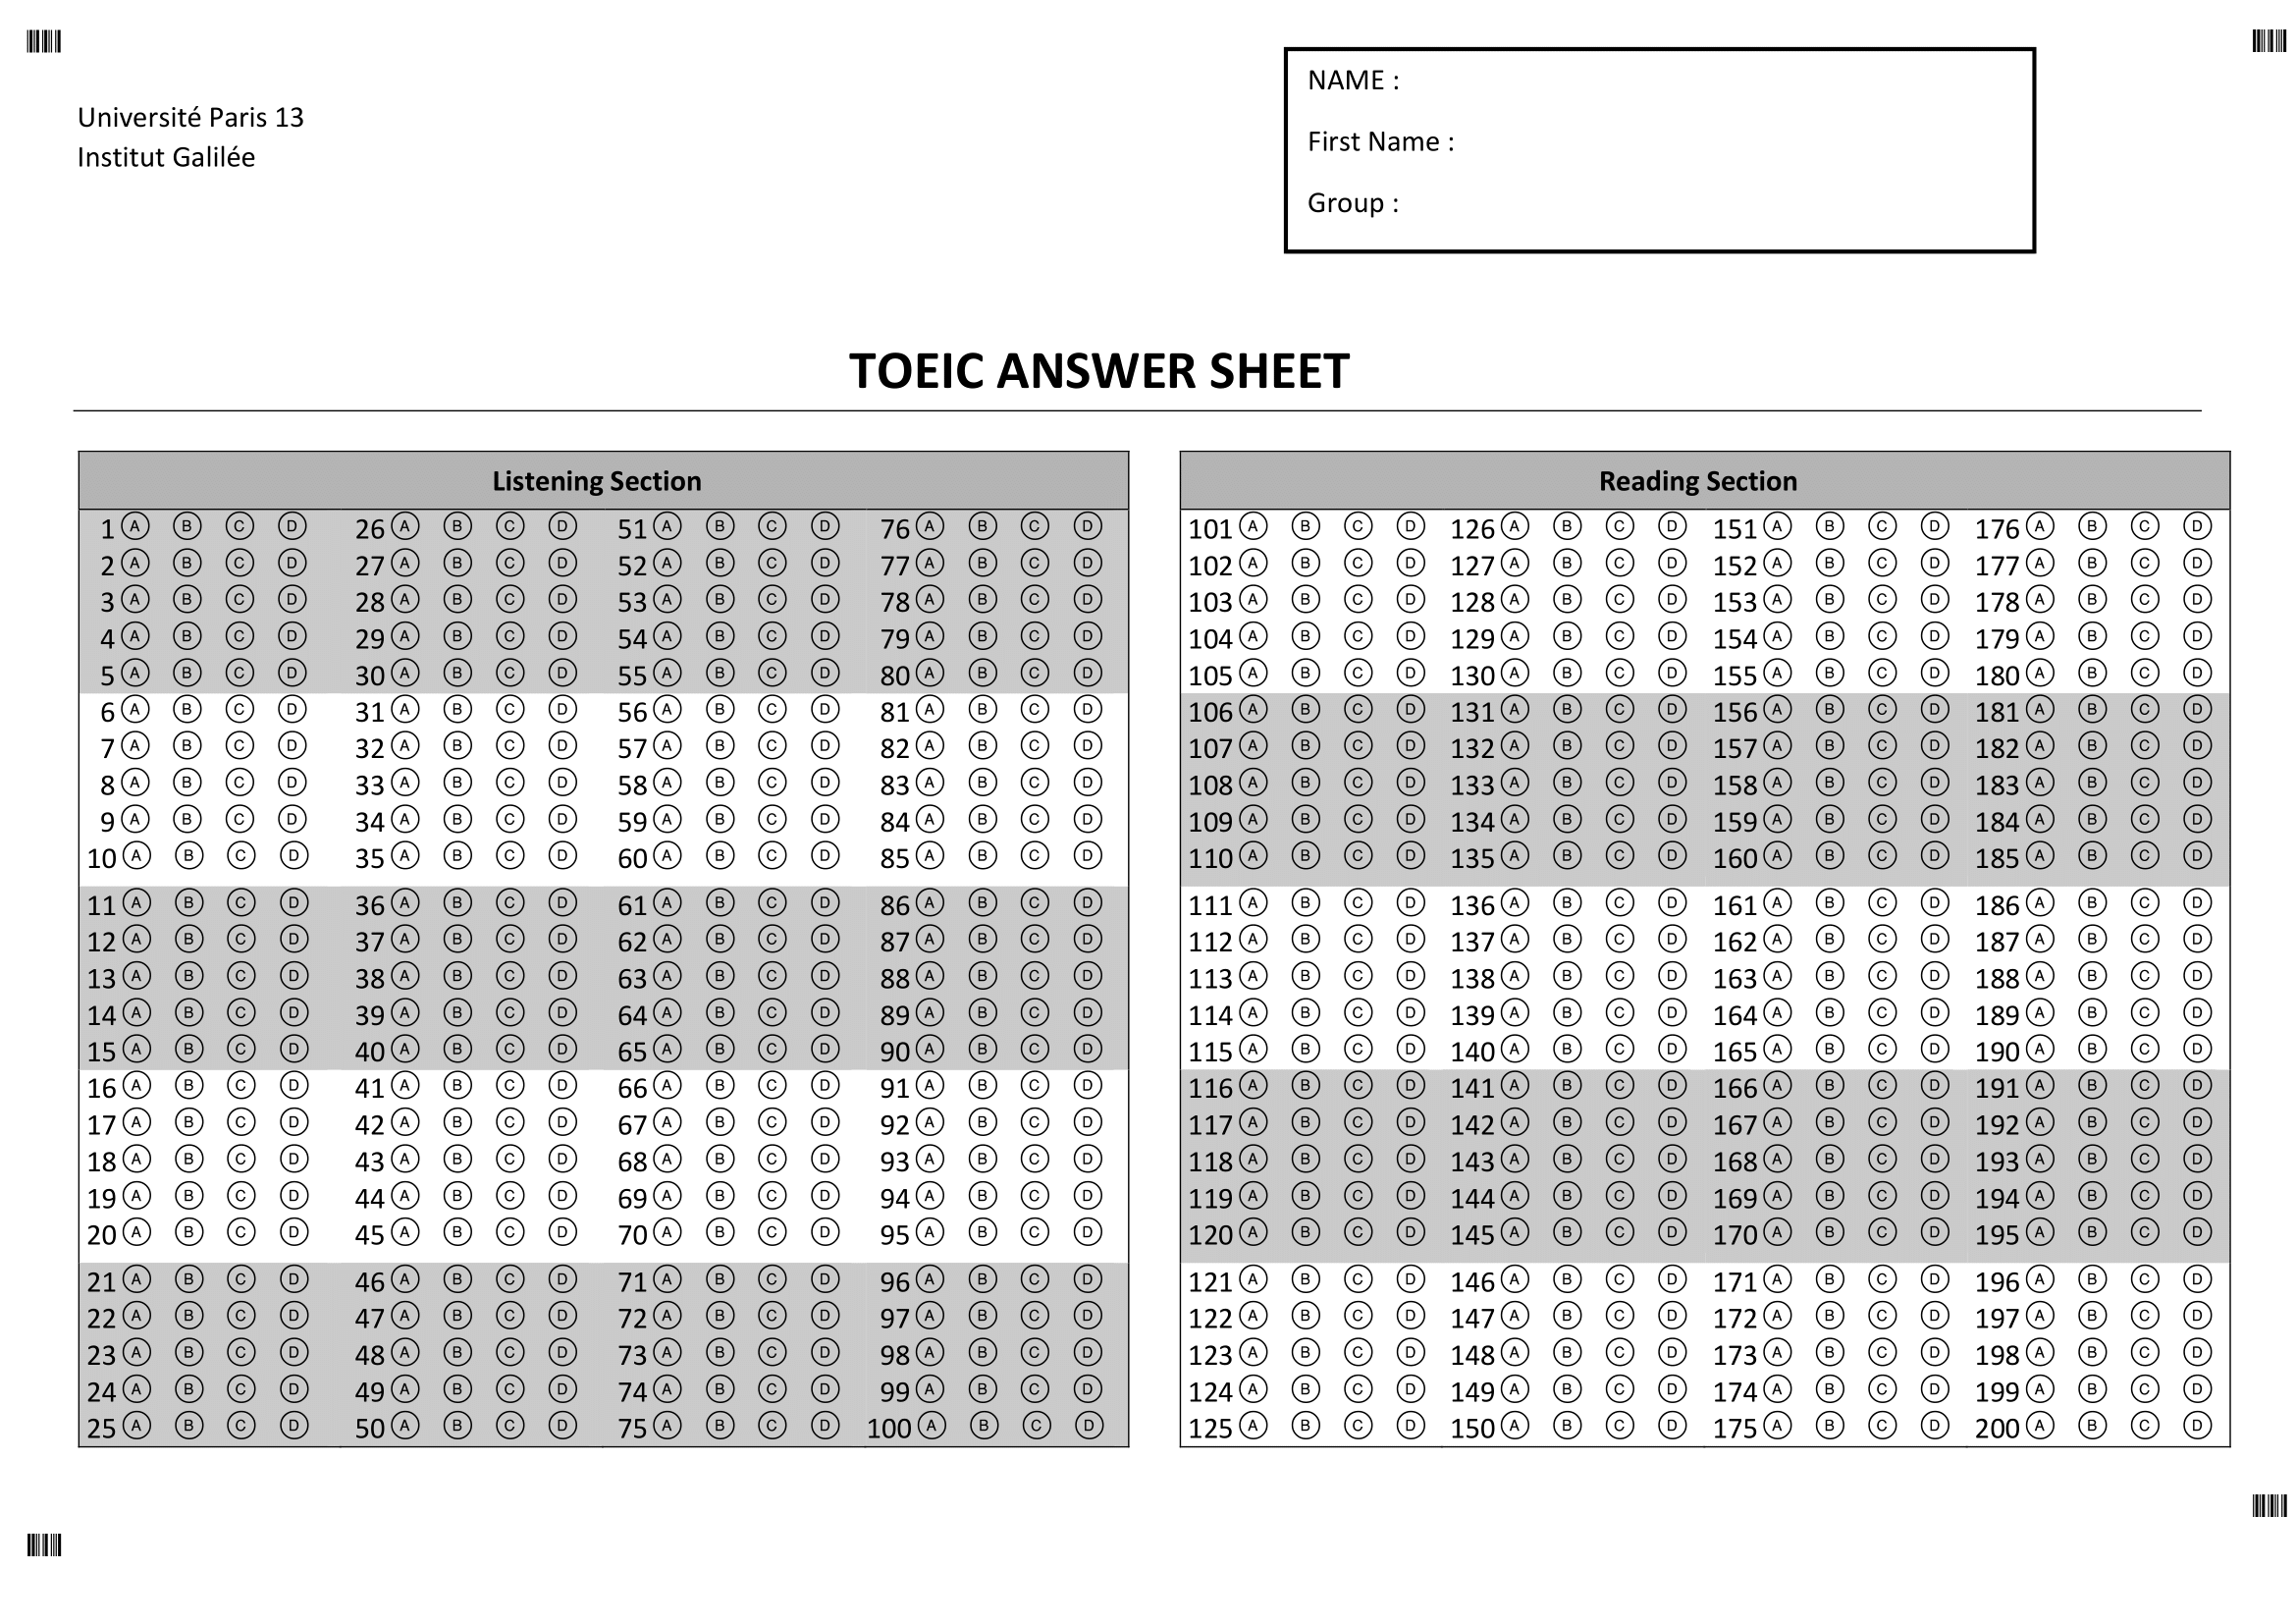 Université Paris 13
Institut Galilée
NAME :
First Name :
Group :
TOEIC ANSWER SHEET
Listening Section
1 A B C D 26 A B C D 51 A B C D 76 A B C D
2 A B C D 27 A B C D 52 A B C D 77 A B C D
3 A B C D 28 A B C D 53 A B C D 78 A B C D
4 A B C D 29 A B C D 54 A B C D 79 A B C D
5 A B C D 30 A B C D 55 A B C D 80 A B C D
6 A B C D 31 A B C D 56 A B C D 81 A B C D
7 A B C D 32 A B C D 57 A B C D 82 A B C D
8 A B C D 33 A B C D 58 A B C D 83 A B C D
9 A B C D 34 A B C D 59 A B C D 84 A B C D
10 A B C D 35 A B C D 60 A B C D 85 A B C D
11 A B C D 36 A B C D 61 A B C D 86 A B C D
12 A B C D 37 A B C D 62 A B C D 87 A B C D
13 A B C D 38 A B C D 63 A B C D 88 A B C D
14 A B C D 39 A B C D 64 A B C D 89 A B C D
15 A B C D 40 A B C D 65 A B C D 90 A B C D
16 A B C D 41 A B C D 66 A B C D 91 A B C D
17 A B C D 42 A B C D 67 A B C D 92 A B C D
18 A B C D 43 A B C D 68 A B C D 93 A B C D
19 A B C D 44 A B C D 69 A B C D 94 A B C D
20 A B C D 45 A B C D 70 A B C D 95 A B C D
21 A B C D 46 A B C D 71 A B C D 96 A B C D
22 A B C D 47 A B C D 72 A B C D 97 A B C D
23 A B C D 48 A B C D 73 A B C D 98 A B C D
24 A B C D 49 A B C D 74 A B C D 99 A B C D
25 A B C D 50 A B C D 75 A B C D 100 A B C D
Reading Section
101 A B C D 126 A B C D 151 A B C D 176 A B C D
102 A B C D 127 A B C D 152 A B C D 177 A B C D
103 A B C D 128 A B C D 153 A B C D 178 A B C D
104 A B C D 129 A B C D 154 A B C D 179 A B C D
105 A B C D 130 A B C D 155 A B C D 180 A B C D
106 A B C D 131 A B C D 156 A B C D 181 A B C D
107 A B C D 132 A B C D 157 A B C D 182 A B C D
108 A B C D 133 A B C D 158 A B C D 183 A B C D
109 A B C D 134 A B C D 159 A B C D 184 A B C D
110 A B C D 135 A B C D 160 A B C D 185 A B C D
111 A B C D 136 A B C D 161 A B C D 186 A B C D
112 A B C D 137 A B C D 162 A B C D 187 A B C D
113 A B C D 138 A B C D 163 A B C D 188 A B C D
114 A B C D 139 A B C D 164 A B C D 189 A B C D
115 A B C D 140 A B C D 165 A B C D 190 A B C D
116 A B C D 141 A B C D 166 A B C D 191 A B C D
117 A B C D 142 A B C D 167 A B C D 192 A B C D
118 A B C D 143 A B C D 168 A B C D 193 A B C D
119 A B C D 144 A B C D 169 A B C D 194 A B C D
120 A B C D 145 A B C D 170 A B C D 195 A B C D
121 A B C D 146 A B C D 171 A B C D 196 A B C D
122 A B C D 147 A B C D 172 A B C D 197 A B C D
123 A B C D 148 A B C D 173 A B C D 198 A B C D
124 A B C D 149 A B C D 174 A B C D 199 A B C D
125 A B C D 150 A B C D 175 A B C D 200 A B C D